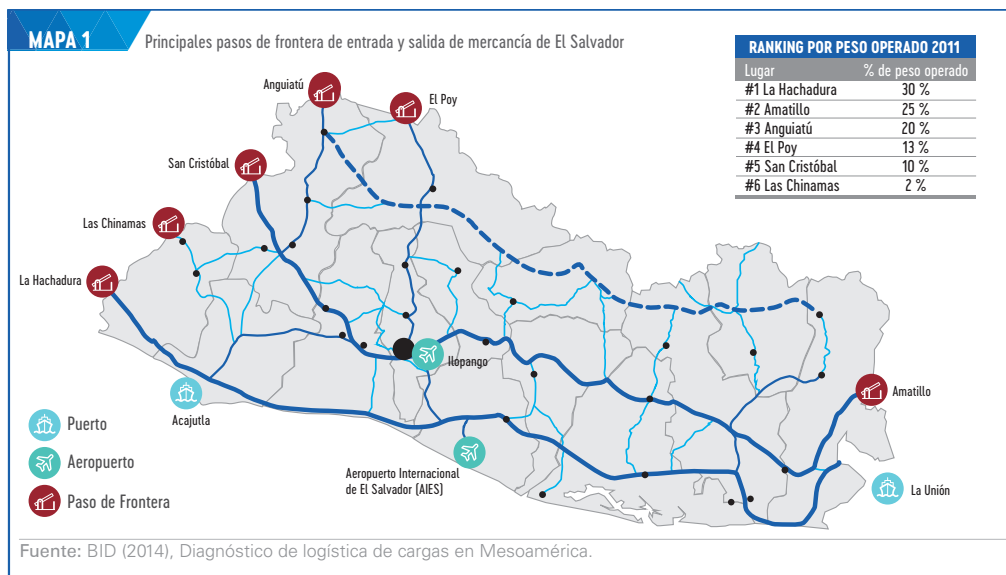 MAPA 1
Principales pasos de frontera de entrada y salida de mercancía de El Salvador
RANKING POR PESO OPERADO 2011
Lugar % de peso operado
#1 La Hachadura 30 %
#2 Amatillo 25 %
#3 Anguiatú 20 %
#4 El Poy 13 %
#5 San Cristóbal 10 %
#6 Las Chinamas 2 %
Anguiatú
El Poy
San Cristóbal
Las Chinamas
La Hachadura
Ilopango
Amatillo
Acajutla
Aeropuerto Internacional
de El Salvador (AIES)
La Unión
Puerto
Aeropuerto
Paso de Frontera
Fuente: BID (2014), Diagnóstico de logística de cargas en Mesoamérica.